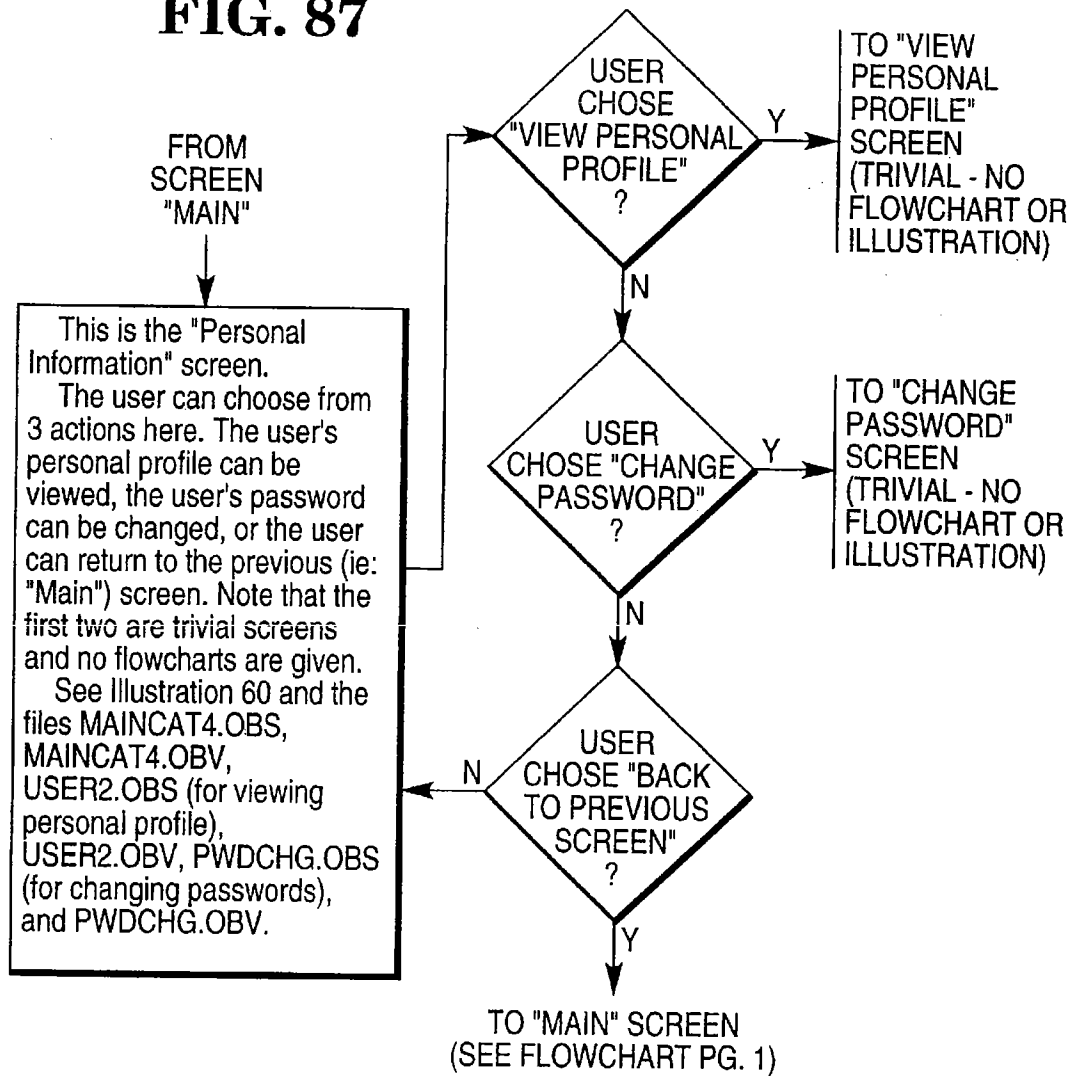 FIG. 87
FROM
SCREEN
"MAIN"
This is the "Personal
Information" screen.
The user can choose from
3 actions here. The user's
personal profile can be
viewed, the user's password
can be changed, or the user
can return to the previous (ie:
"Main") screen. Note that the
first two are trivial screens
and no flowcharts are given.
See Illustration 60 and the
files MAINCAT4.OBS,
MAINCAT4.OBV,
USER2.OBS (for viewing
personal profile),
USER2.OBV, PWDCHG.OBS
(for changing passwords),
and PWDCHG.OBV.
USER
CHOSE
"VIEW PERSONAL
PROFILE"
?
Y
TO "VIEW
PERSONAL
PROFILE"
SCREEN
(TRIVIAL - NO
FLOWCHART OR
ILLUSTRATION)
N
USER
CHOSE "CHANGE
PASSWORD"
?
Y
TO "CHANGE
PASSWORD"
SCREEN
(TRIVIAL - NO
FLOWCHART OR
ILLUSTRATION)
N
USER
CHOSE "BACK
TO PREVIOUS
SCREEN"
?
N
Y
TO "MAIN" SCREEN
(SEE FLOWCHART PG. 1)